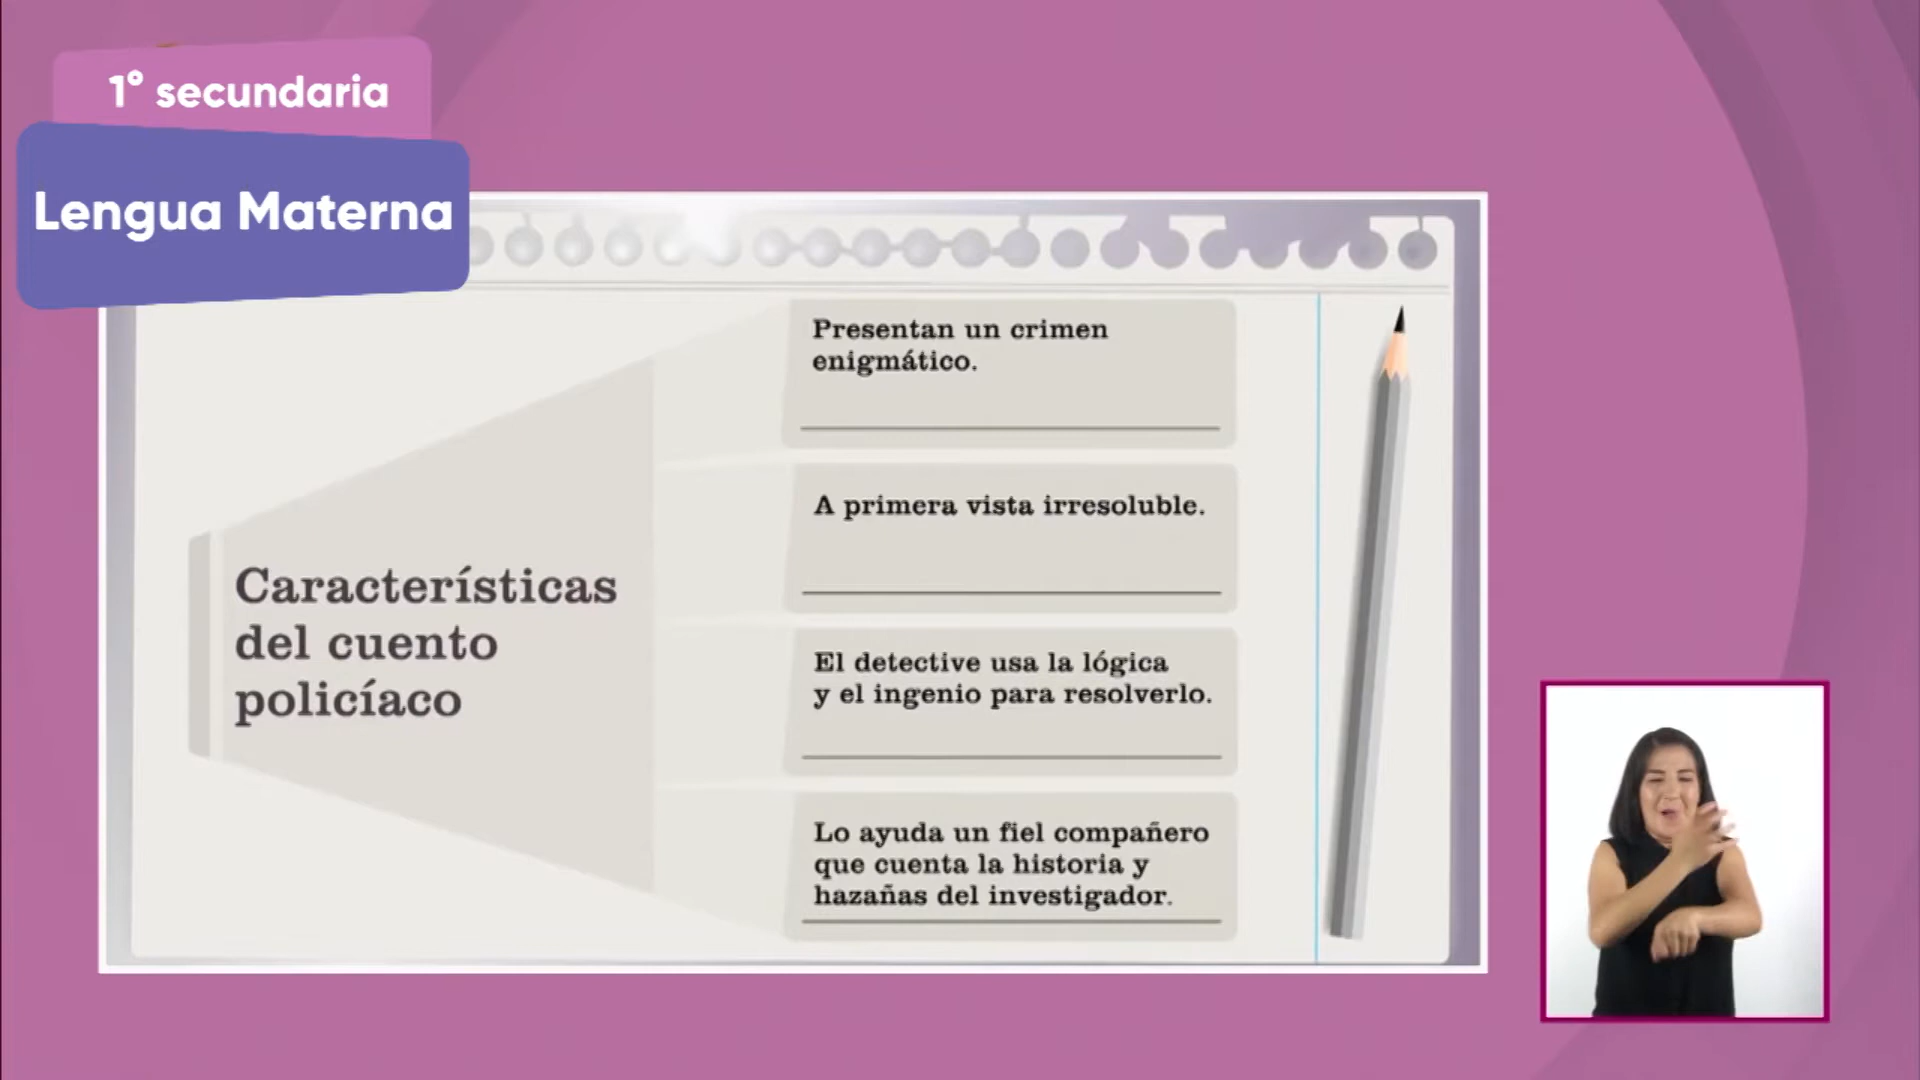 1° secundaria
Lengua Materna
Características
del cuento
policíaco
Presentan un crimen
enigmático.
A primera vista irresoluble.
El detective usa la lógica
y el ingenio para resolverlo.
Lo ayuda un fiel compañero
que cuenta la historia y
hazañas del investigador.